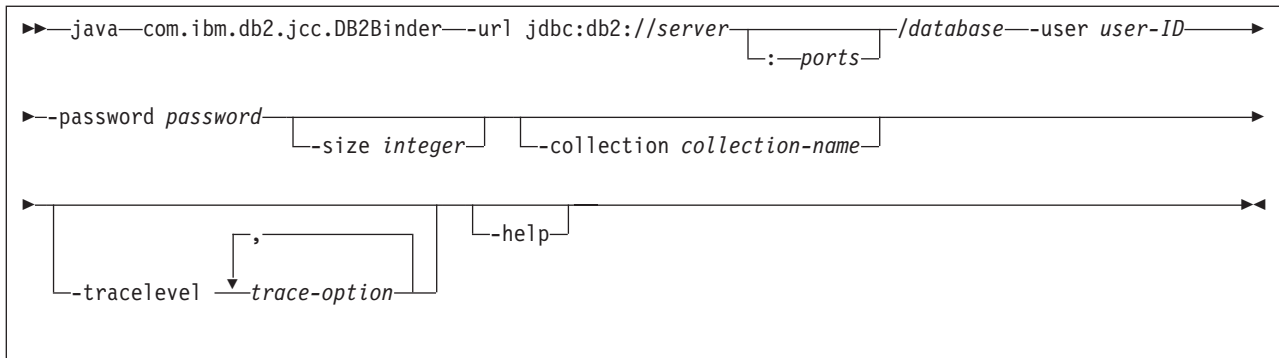 java com.ibm.db2.jcc.DB2Binder -url jdbc:db2://server /database -user user-ID
: ports
-password password
-size integer -collection collection-name
,
-help
-tracelevel trace-option